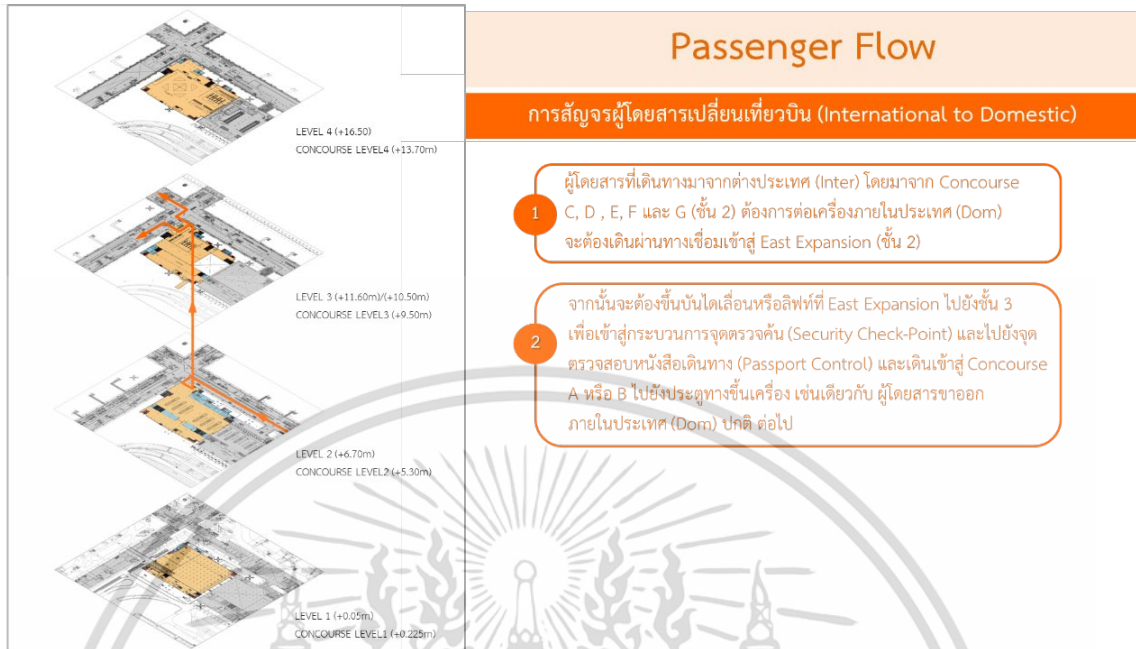 Passenger Flow
การสัญจรผู้โดยสารเปลี่ยนเที่ยวบิน (International to Domestic)
LEVEL 4 (+16.50)
CONCOURSE LEVEL4 (+13.70m)
LEVEL 3 (+11.60m)/(+10.50m)
CONCOURSE LEVEL3 (+9.50m)
LEVEL 2 (+6.70m)
CONCOURSE LEVEL2 (+5.30m)
LEVEL 1 (+0.05m)
CONCOURSE LEVEL1 (+0.225m)
1
ผู้โดยสารที่เดินทางมาจากต่างประเทศ (Inter) โดยมาจาก Concourse
C, D , E, F และ G (ชั้น 2) ต้องการต่อเครื่องภายในประเทศ (Dom)
จะต้องเดินผ่านทางเชื่อมเข้าสู่ East Expansion (ชั้น 2)
2
จากนั้นจะต้องขึ้นบันไดเลื่อนหรือลิฟท์ที่ East Expansion ไปยังชั้น 3
เพื่อเข้าสู่กระบวนการจุดตรวจค้น (Security Check-Point) และไปยังจุด
ตรวจสอบหนังสือเดินทาง (Passport Control) และเดินเข้าสู่ Concourse
A หรือ B ไปยังประตูทางขึ้นเครื่อง เช่นเดียวกับ ผู้โดยสารขาออก
ภายในประเทศ (Dom) ปกติ ต่อไป